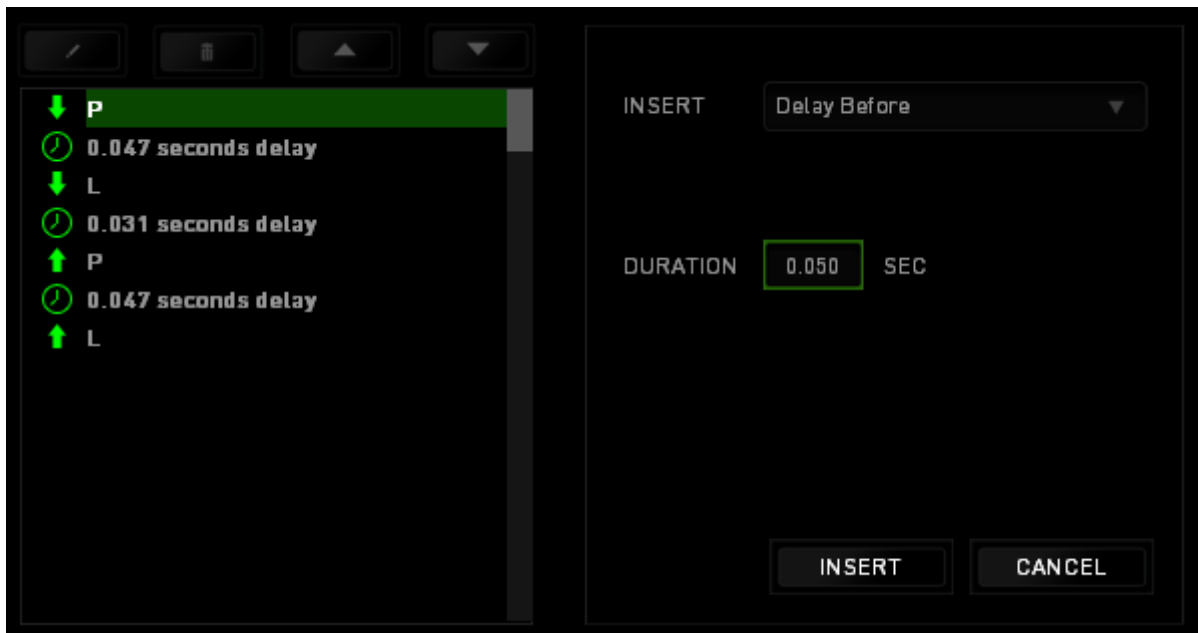 P
0.047 seconds delay
L
0.031 seconds delay
P
0.047 seconds delay
L
INSERT Delay Before
DURATION 0.050 SEC
INSERT CANCEL